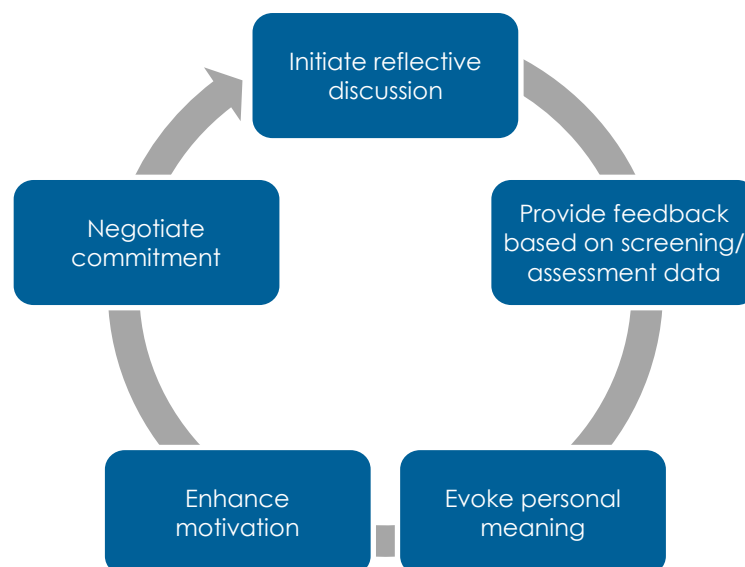 Initiate reflective
discussion
Provide feedback
based on screening/
assessment data
Evoke personal
meaning
Enhance
motivation
Negotiate
commitment